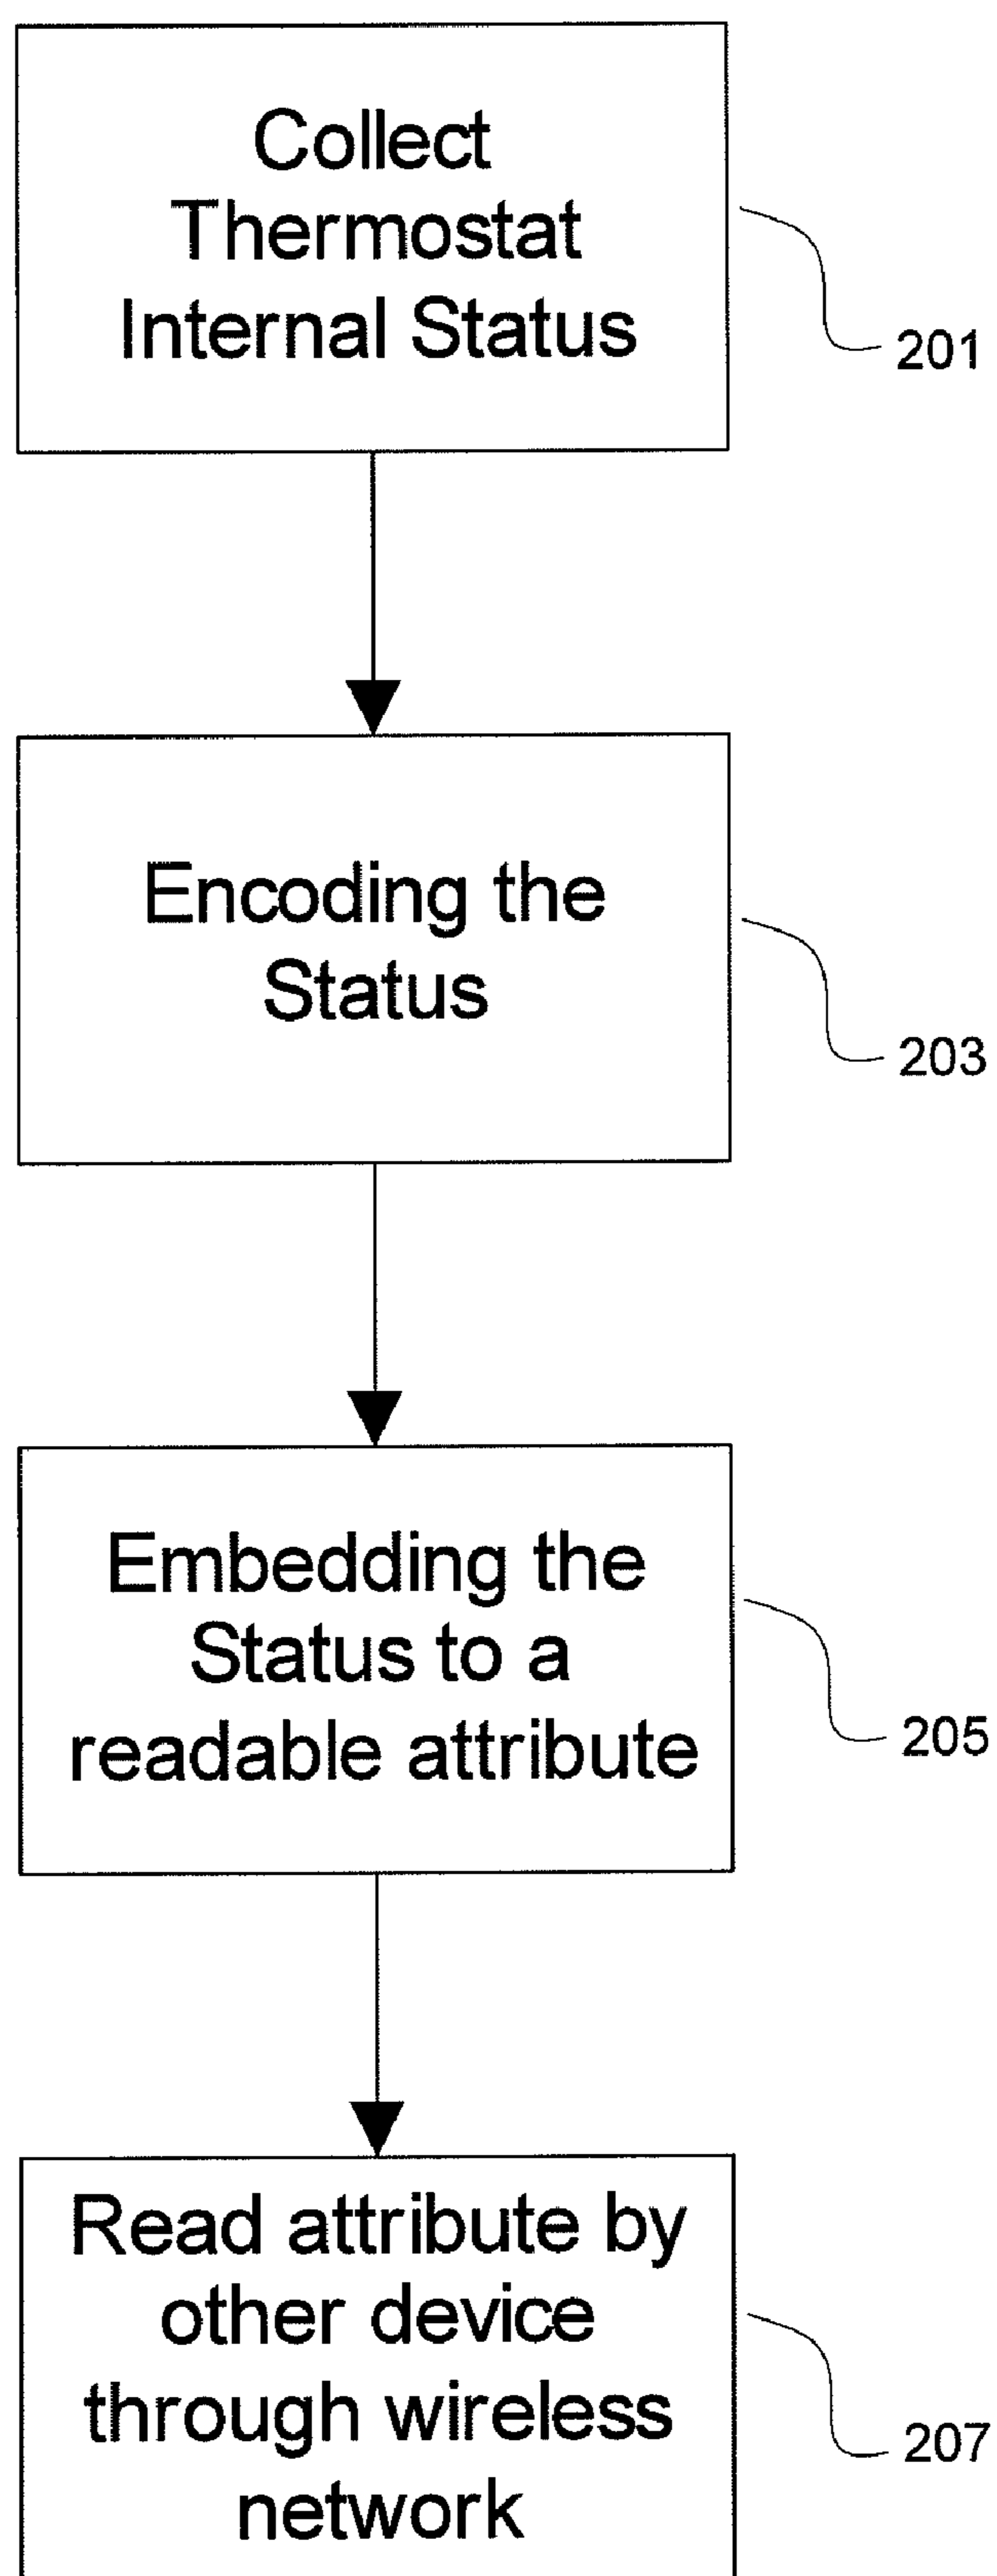 Collect
Thermostat
Internal Status
201
Encoding the
Status
203
Embedding the
Status to a
readable attribute
205
Read attribute by
other device
through wireless
network
207